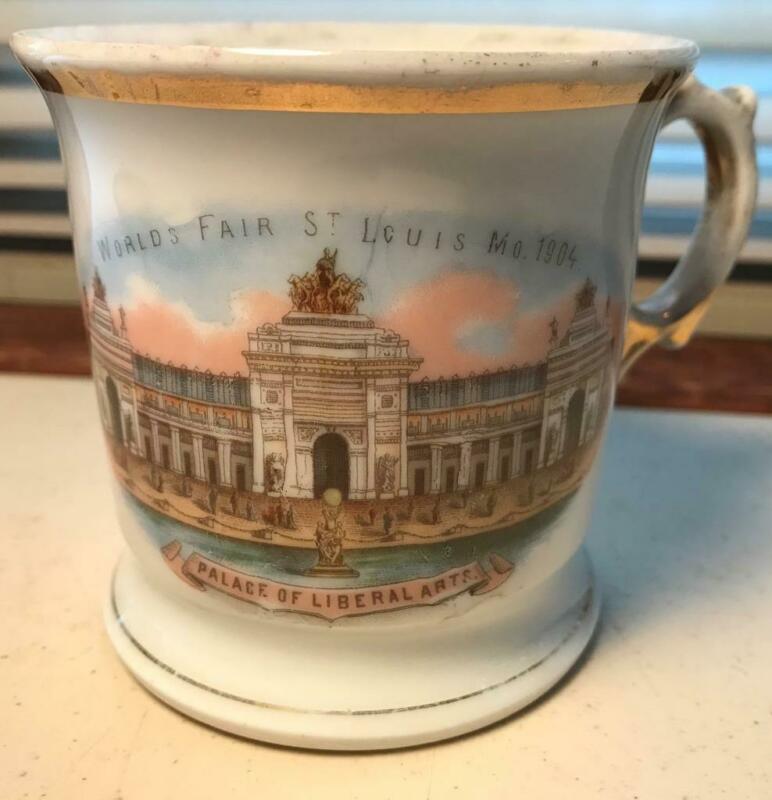 WORLDS FAIR ST LOUIS MO. 1904
PALACE OF LIBERAL ARTS.